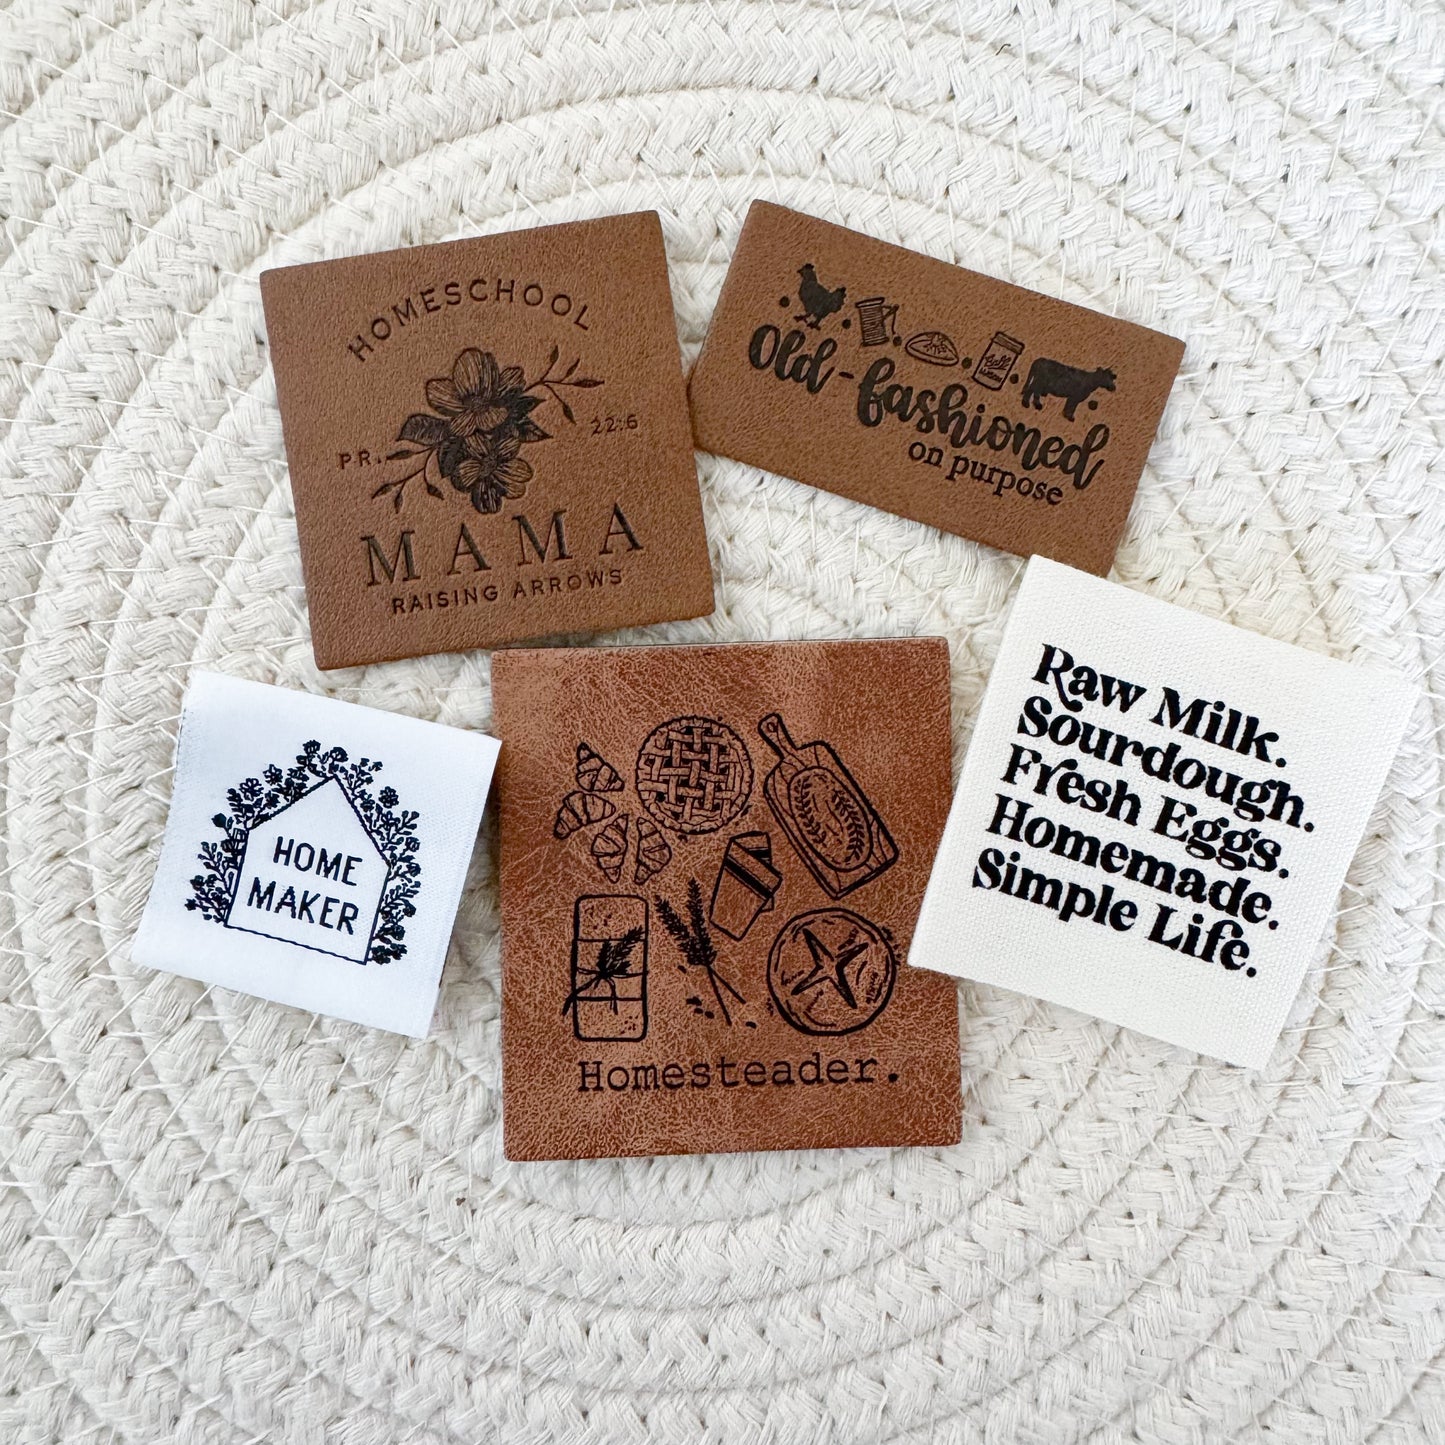 HOMESCHOOL
PR. 22:6
MAMA
RAISING ARROWS
Ball
Old-fashioned
on purpose
HOME
MAKER
Homesteader.
Raw Milk.
Sourdough.
Fresh Eggs.
Homemade.
Simple Life.